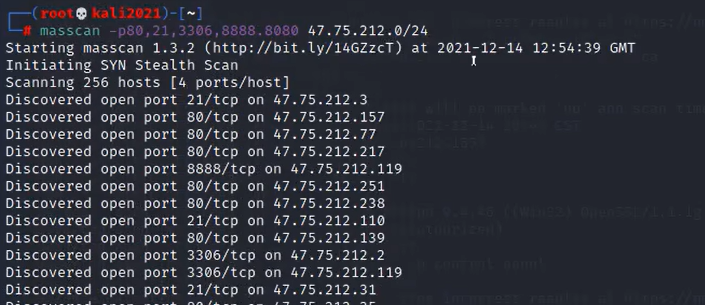 (root💀kali2021)-[~]
# masscan -p80,21,3306,8888.8080 47.75.212.0/24
Starting masscan 1.3.2 (http://bit.ly/14GZzcT) at 2021-12-14 12:54:39 GMT
Initiating SYN Stealth Scan
Scanning 256 hosts [4 ports/host]
Discovered open port 21/tcp on 47.75.212.3
Discovered open port 80/tcp on 47.75.212.157
Discovered open port 80/tcp on 47.75.212.77
Discovered open port 80/tcp on 47.75.212.217
Discovered open port 8888/tcp on 47.75.212.119
Discovered open port 80/tcp on 47.75.212.251
Discovered open port 80/tcp on 47.75.212.238
Discovered open port 21/tcp on 47.75.212.110
Discovered open port 80/tcp on 47.75.212.139
Discovered open port 3306/tcp on 47.75.212.2
Discovered open port 3306/tcp on 47.75.212.119
Discovered open port 21/tcp on 47.75.212.31
Discovered open port 80/tcp on